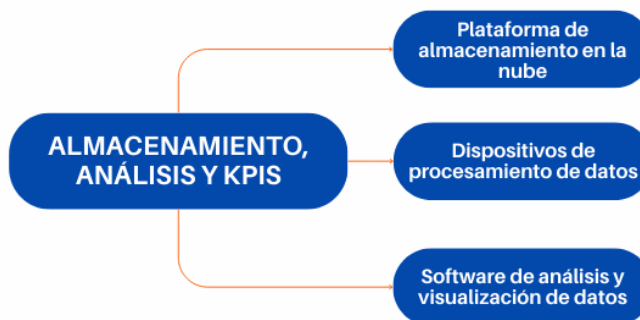 Plataforma de
almacenamiento en la
nube
ALMACENAMIENTO,
ANÁLISIS Y KPIS
Dispositivos de
procesamiento de datos
Software de análisis y
visualización de datos